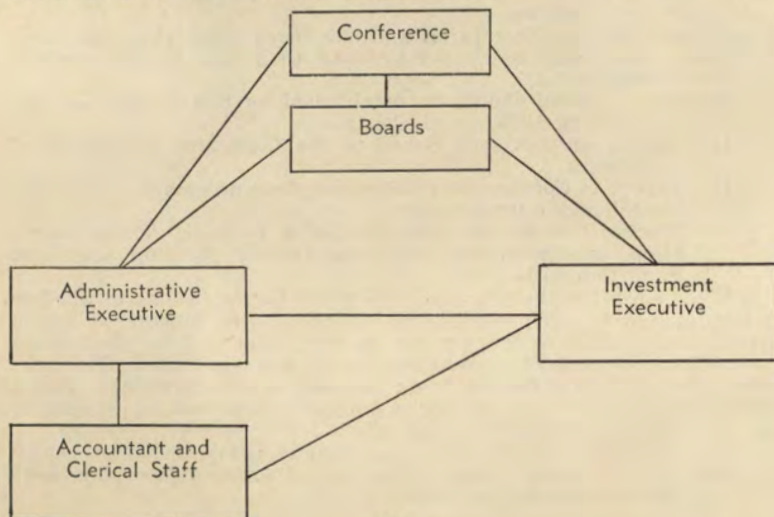 Conference
Boards
Administrative
Executive
Investment
Executive
Accountant and
Clerical Staff